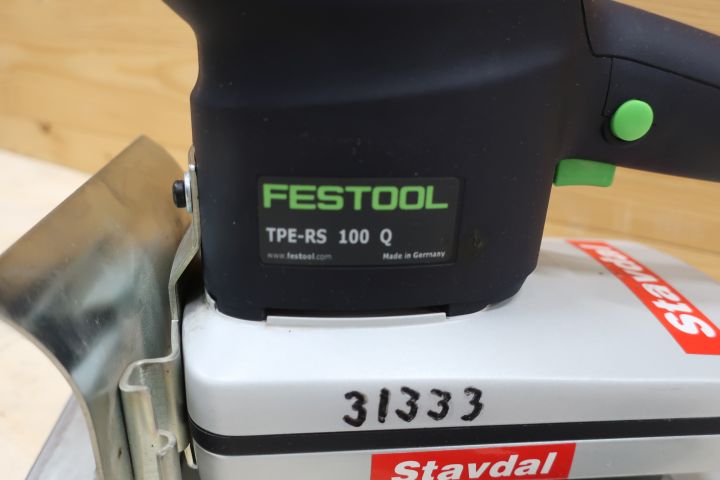 FESTOOL
TPE-RS 100 Q
www.festool.com Made in Germany
Stavdal
31333
Stavdal